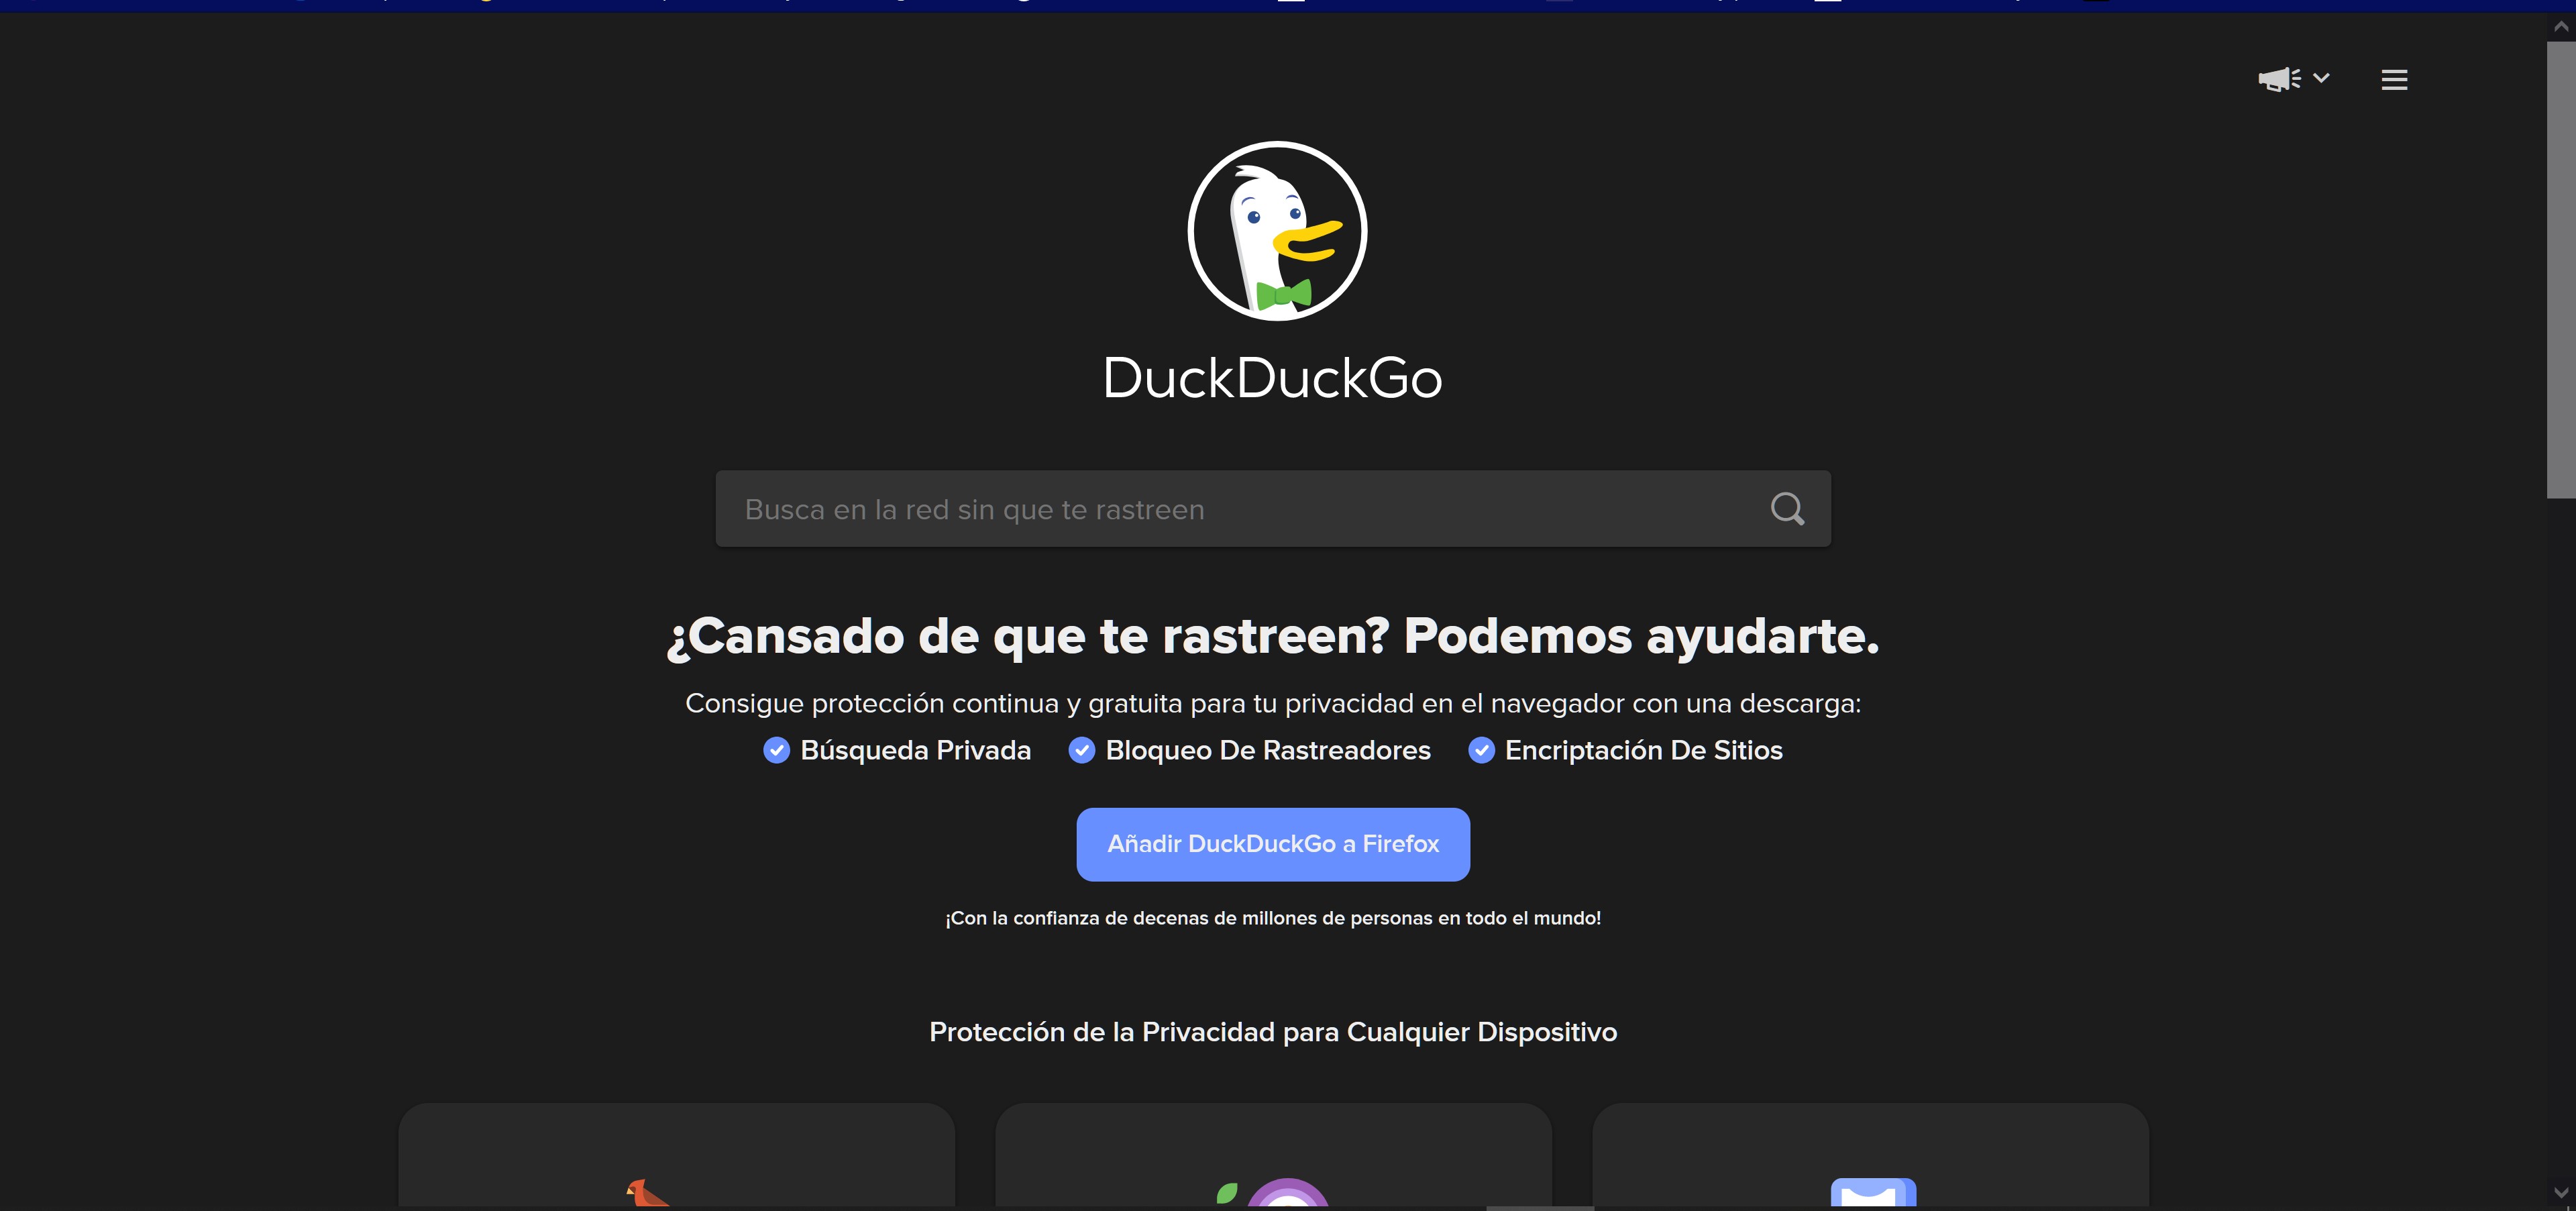 DuckDuckGo
Busca en la red sin que te rastreen
¿Cansado de que te rastreen? Podemos ayudarte.
Consigue protección continua y gratuita para tu privacidad en el navegador con una descarga:
Búsqueda Privada Bloqueo De Rastreadores Encriptación De Sitios
Añadir DuckDuckGo a Firefox
¡Con la confianza de decenas de millones de personas en todo el mundo!
Protección de la Privacidad para Cualquier Dispositivo